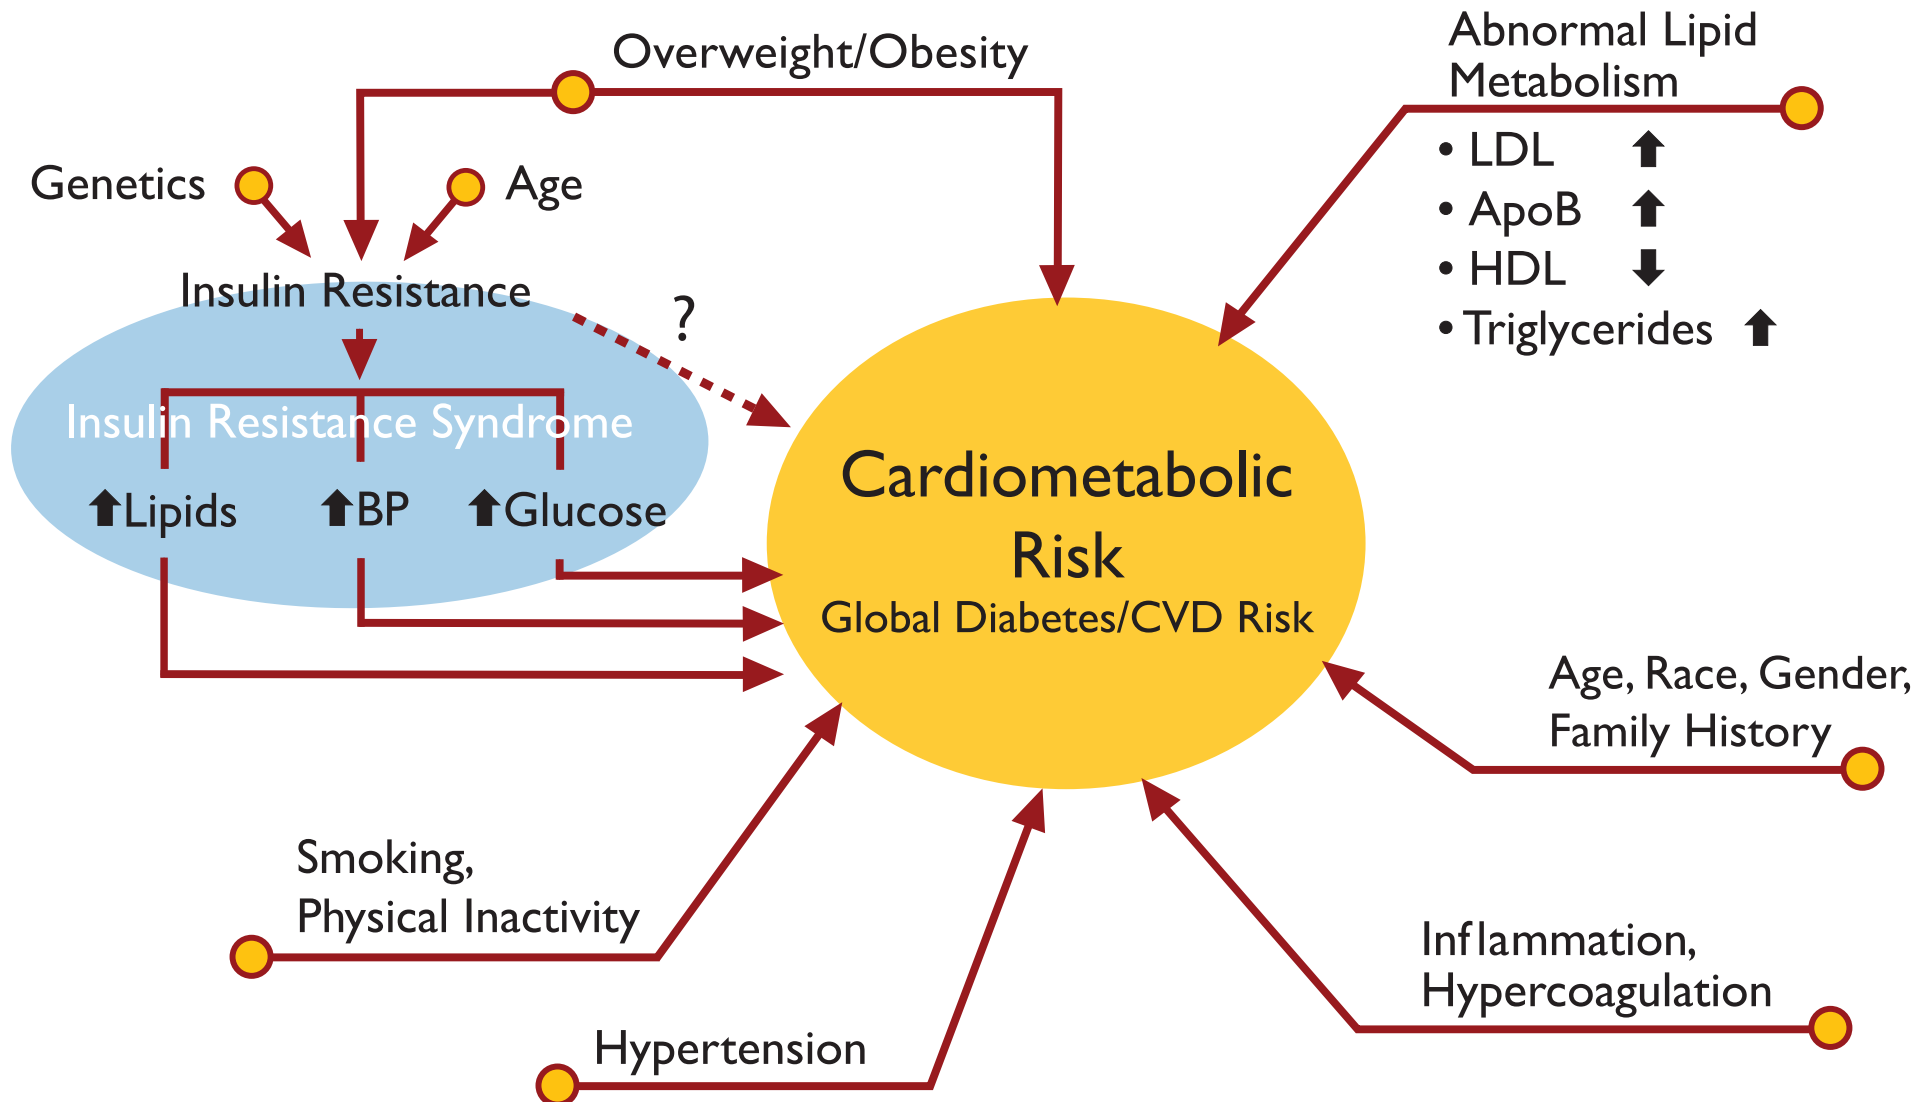 Overweight/Obesity
Abnormal Lipid
Metabolism
• LDL
• ApoB
• HDL
• Triglycerides
Genetics
Age
Insulin Resistance
?
Insulin Resistance Syndrome
Lipids
BP
Glucose
Cardiometabolic
Risk
Global Diabetes/CVD Risk
Age, Race, Gender,
Family History
Smoking,
Physical Inactivity
Inflammation,
Hypercoagulation
Hypertension